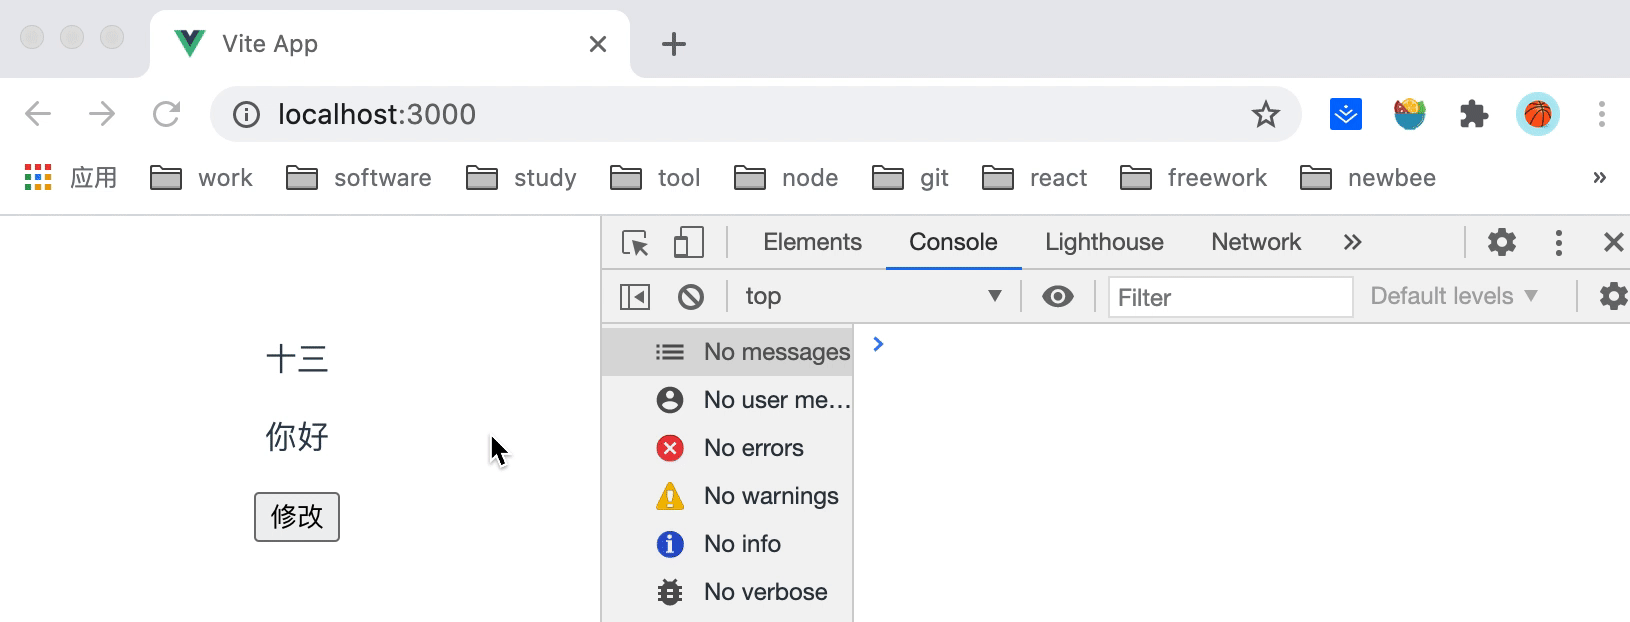 Vite App
localhost:3000
应用 work software study tool node git react freework newbee »
Elements Console Lighthouse Network
top Filter Default levels
十三
你好
修改
No messages
No user me...
No errors
No warnings
No info
No verbose